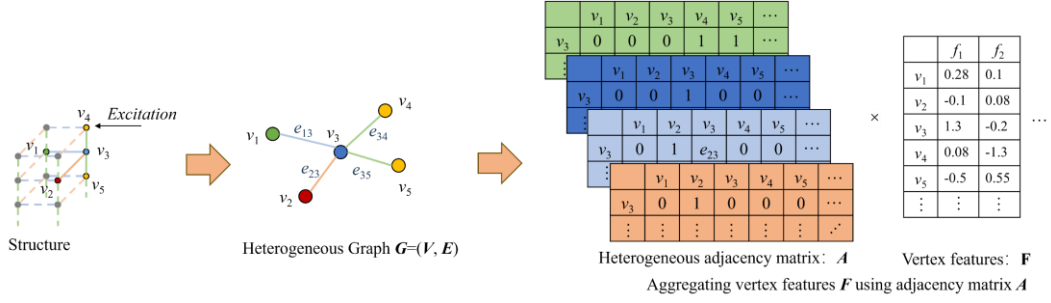 v4
Excitation
v1
v3
v2
v5
Structure
v1
e13
v3
e34
v4
e23
e35
v5
v2
Heterogeneous Graph G=(V, E)
v1 v2 v3 v4 v5 ⋯
v3 0 0 0 1 1 ⋯
⋮
v1 v2 v3 v4 v5 ⋯
v3 0 0 1 0 0 ⋯
⋮
v1 v2 v3 v4 v5 ⋯
v3 0 1 e23 0 0 ⋯
⋮
v1 v2 v3 v4 v5 ⋯
v3 0 1 0 0 0 ⋯
⋮ ⋮ ⋮ ⋮ ⋮ ⋮ ⋰
Heterogeneous adjacency matrix: A
×
f1 f2
v1 0.28 0.1
v2 -0.1 0.08
v3 1.3 -0.2
v4 0.08 -1.3
v5 -0.5 0.55
⋮ ⋮ ⋮
⋯
Vertex features: F
Aggregating vertex features F using adjacency matrix A